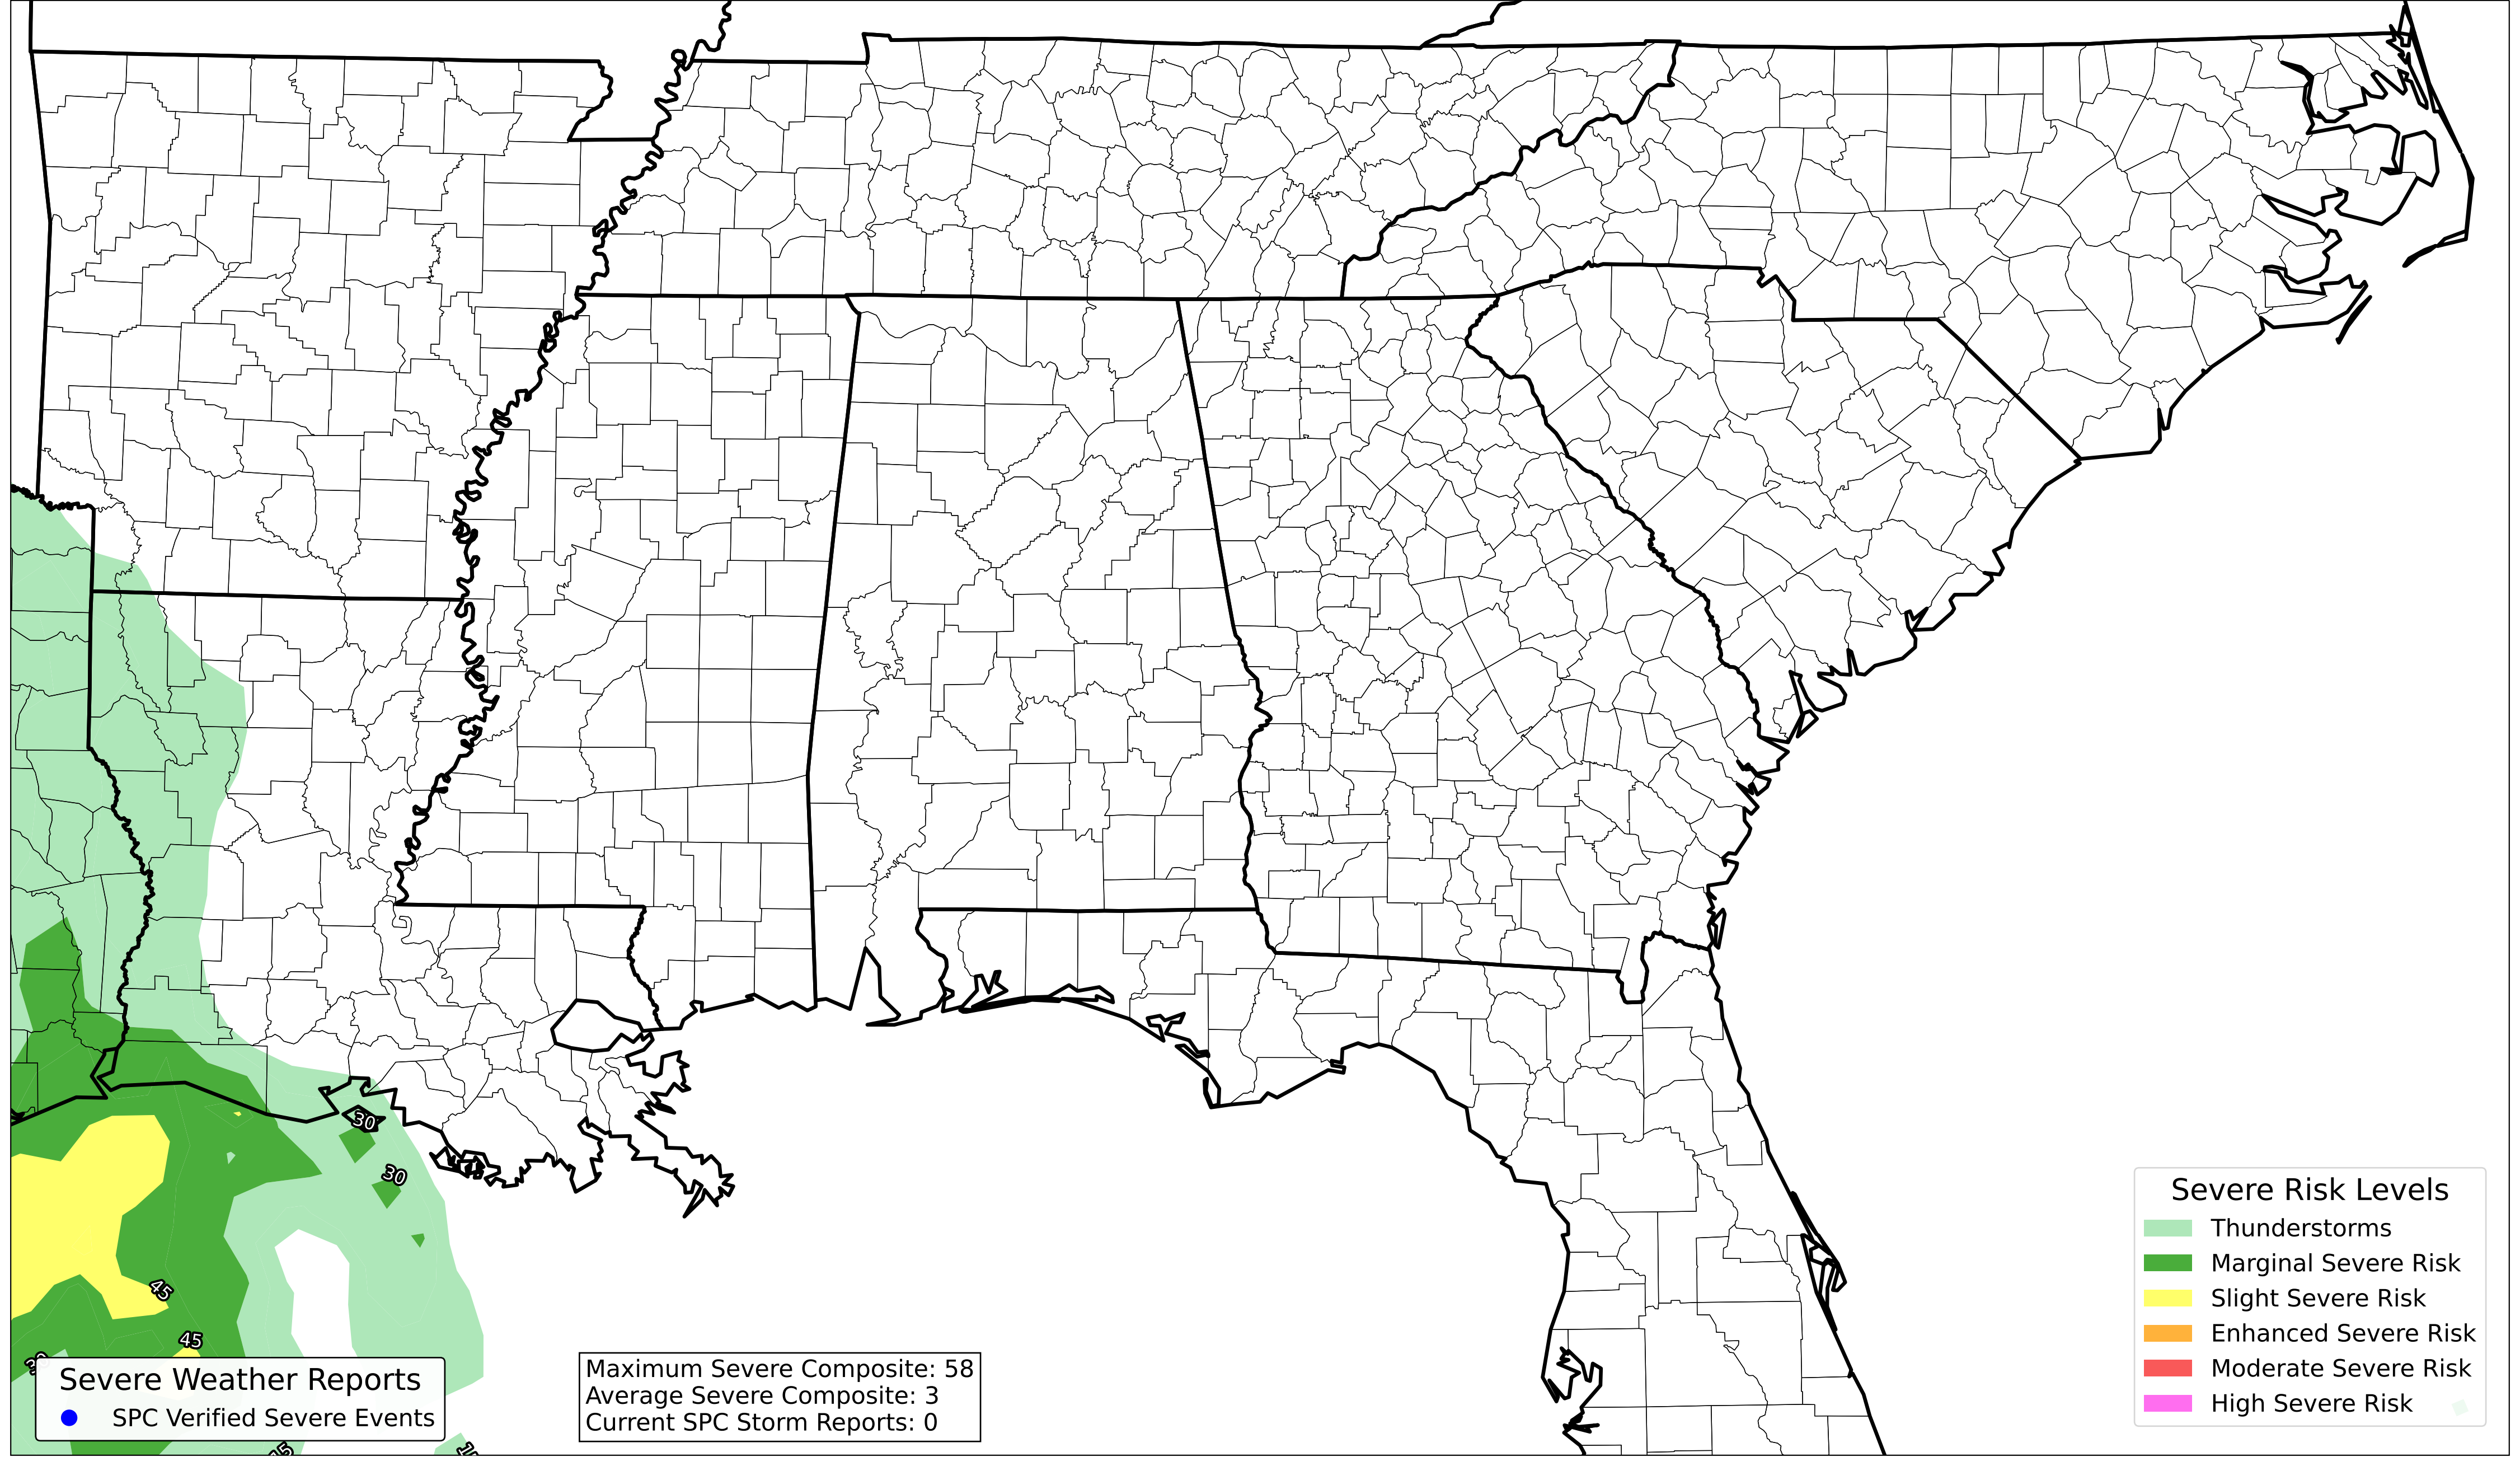 30
30
45
45
Severe Weather Reports
SPC Verified Severe Events
Maximum Severe Composite: 58
Average Severe Composite: 3
Current SPC Storm Reports: 0
Severe Risk Levels
Thunderstorms
Marginal Severe Risk
Slight Severe Risk
Enhanced Severe Risk
Moderate Severe Risk
High Severe Risk